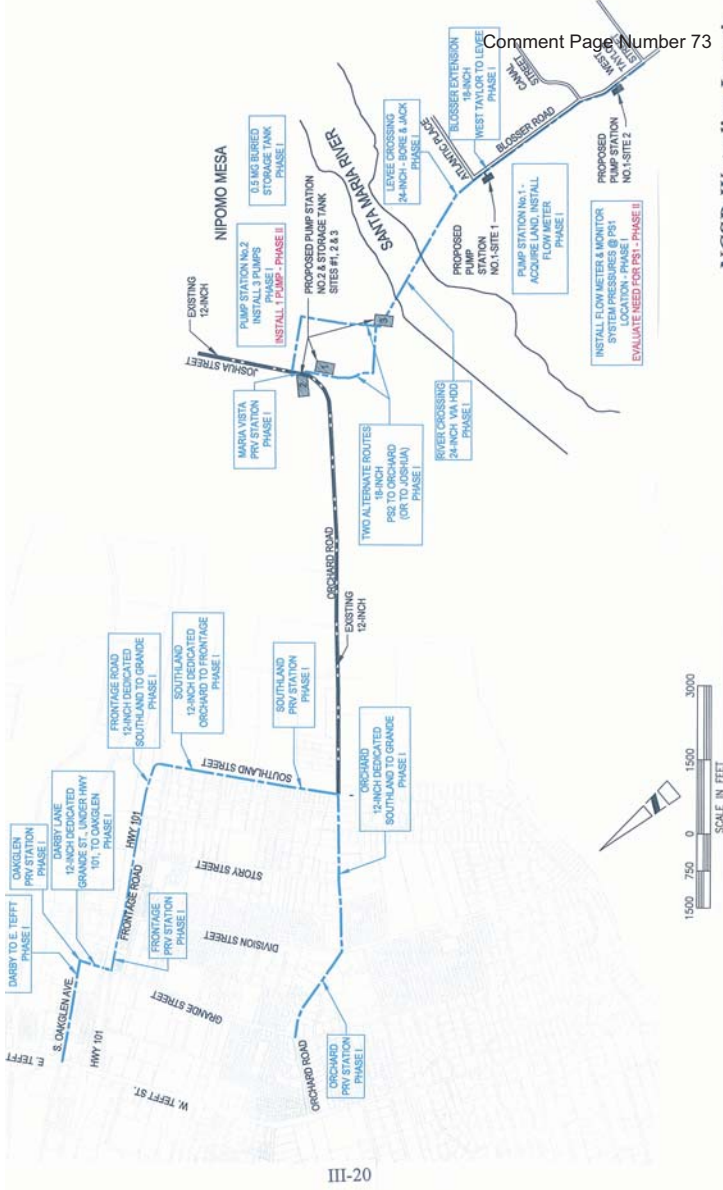 Comment Page Number 73
NIPOMO MESA
0.5 MG BURIED
STORAGE TANK
PHASE I
PUMP STATION No.2
INSTALL 3 PUMPS
PHASE I
INSTALL 1 PUMP - PHASE II
PROPOSED PUMP STATION
NO.2 & STORAGE TANK
SITES #1, 2 & 3
EXISTING
12-INCH
JOSHUA STREET
2
1
3
MARIA VISTA
PRV STATION
PHASE I
SANTA MARIA RIVER
LEVEE CROSSING
24-INCH - BORE & JACK
PHASE I
BLOSSER EXTENSION
18-INCH
WEST TAYLOR TO LEVEE
PHASE I
ATLANTIC PLACE
CANAL
STREET
WEST
TAYLOR
STREET
BLOSSER ROAD
PROPOSED
PUMP
STATION
NO.1-SITE 1
PROPOSED
PUMP STATION
NO.1-SITE 2
PUMP STATION No.1 -
ACQUIRE LAND, INSTALL
FLOW METER
PHASE I
INSTALL FLOW METER & MONITOR
SYSTEM PRESSURES @ PS1
LOCATION - PHASE I
EVALUATE NEED FOR PS1 - PHASE II
RIVER CROSSING
24-INCH VIA HDD
PHASE I
TWO ALTERNATE ROUTES
18-INCH
PS2 TO ORCHARD
(OR TO JOSHUA)
PHASE I
ORCHARD ROAD
EXISTING
12-INCH
FRONTAGE ROAD
12-INCH DEDICATED
SOUTHLAND TO GRANDE
PHASE I
SOUTHLAND
12-INCH DEDICATED
ORCHARD TO FRONTAGE
PHASE I
SOUTHLAND
PRV STATION
PHASE I
SOUTHLAND STREET
ORCHARD
12-INCH DEDICATED
SOUTHLAND TO GRANDE
PHASE I
DARBY TO E. TEFFT
PHASE I
OAKGLEN
PRV STATION
PHASE I
DARBY LANE
12-INCH DEDICATED
GRANDE ST., UNDER HWY
101, TO OAKGLEN
PHASE I
HWY 101
FRONTAGE ROAD
FRONTAGE
PRV STATION
PHASE I
STORY STREET
DIVISION STREET
GRANDE STREET
S. OAKGLEN AVE.
E. TEFFT
HWY 101
W. TEFFT ST.
ORCHARD ROAD
ORCHARD
PRV STATION
PHASE I
1500 750 0 1500 3000
SCALE IN FEET
III-20